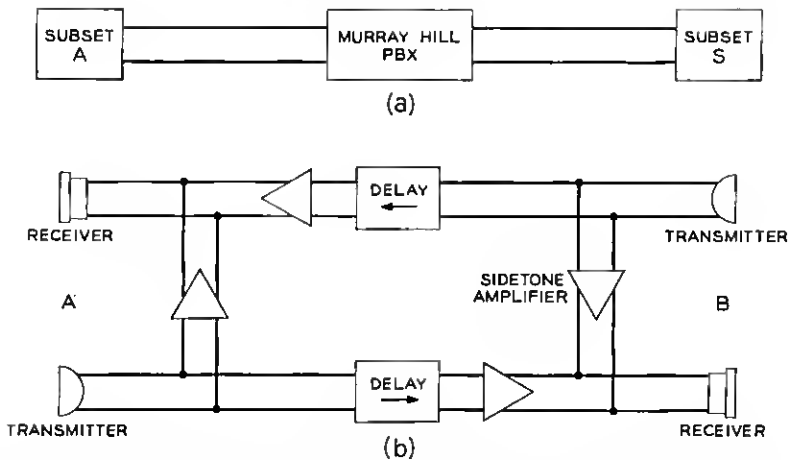 SUBSET
A
MURRAY HILL
PBX
SUBSET
S
(a)
RECEIVER
DELAY
TRANSMITTER
A
SIDETONE
AMPLIFIER
B
TRANSMITTER
DELAY
RECEIVER
(b)